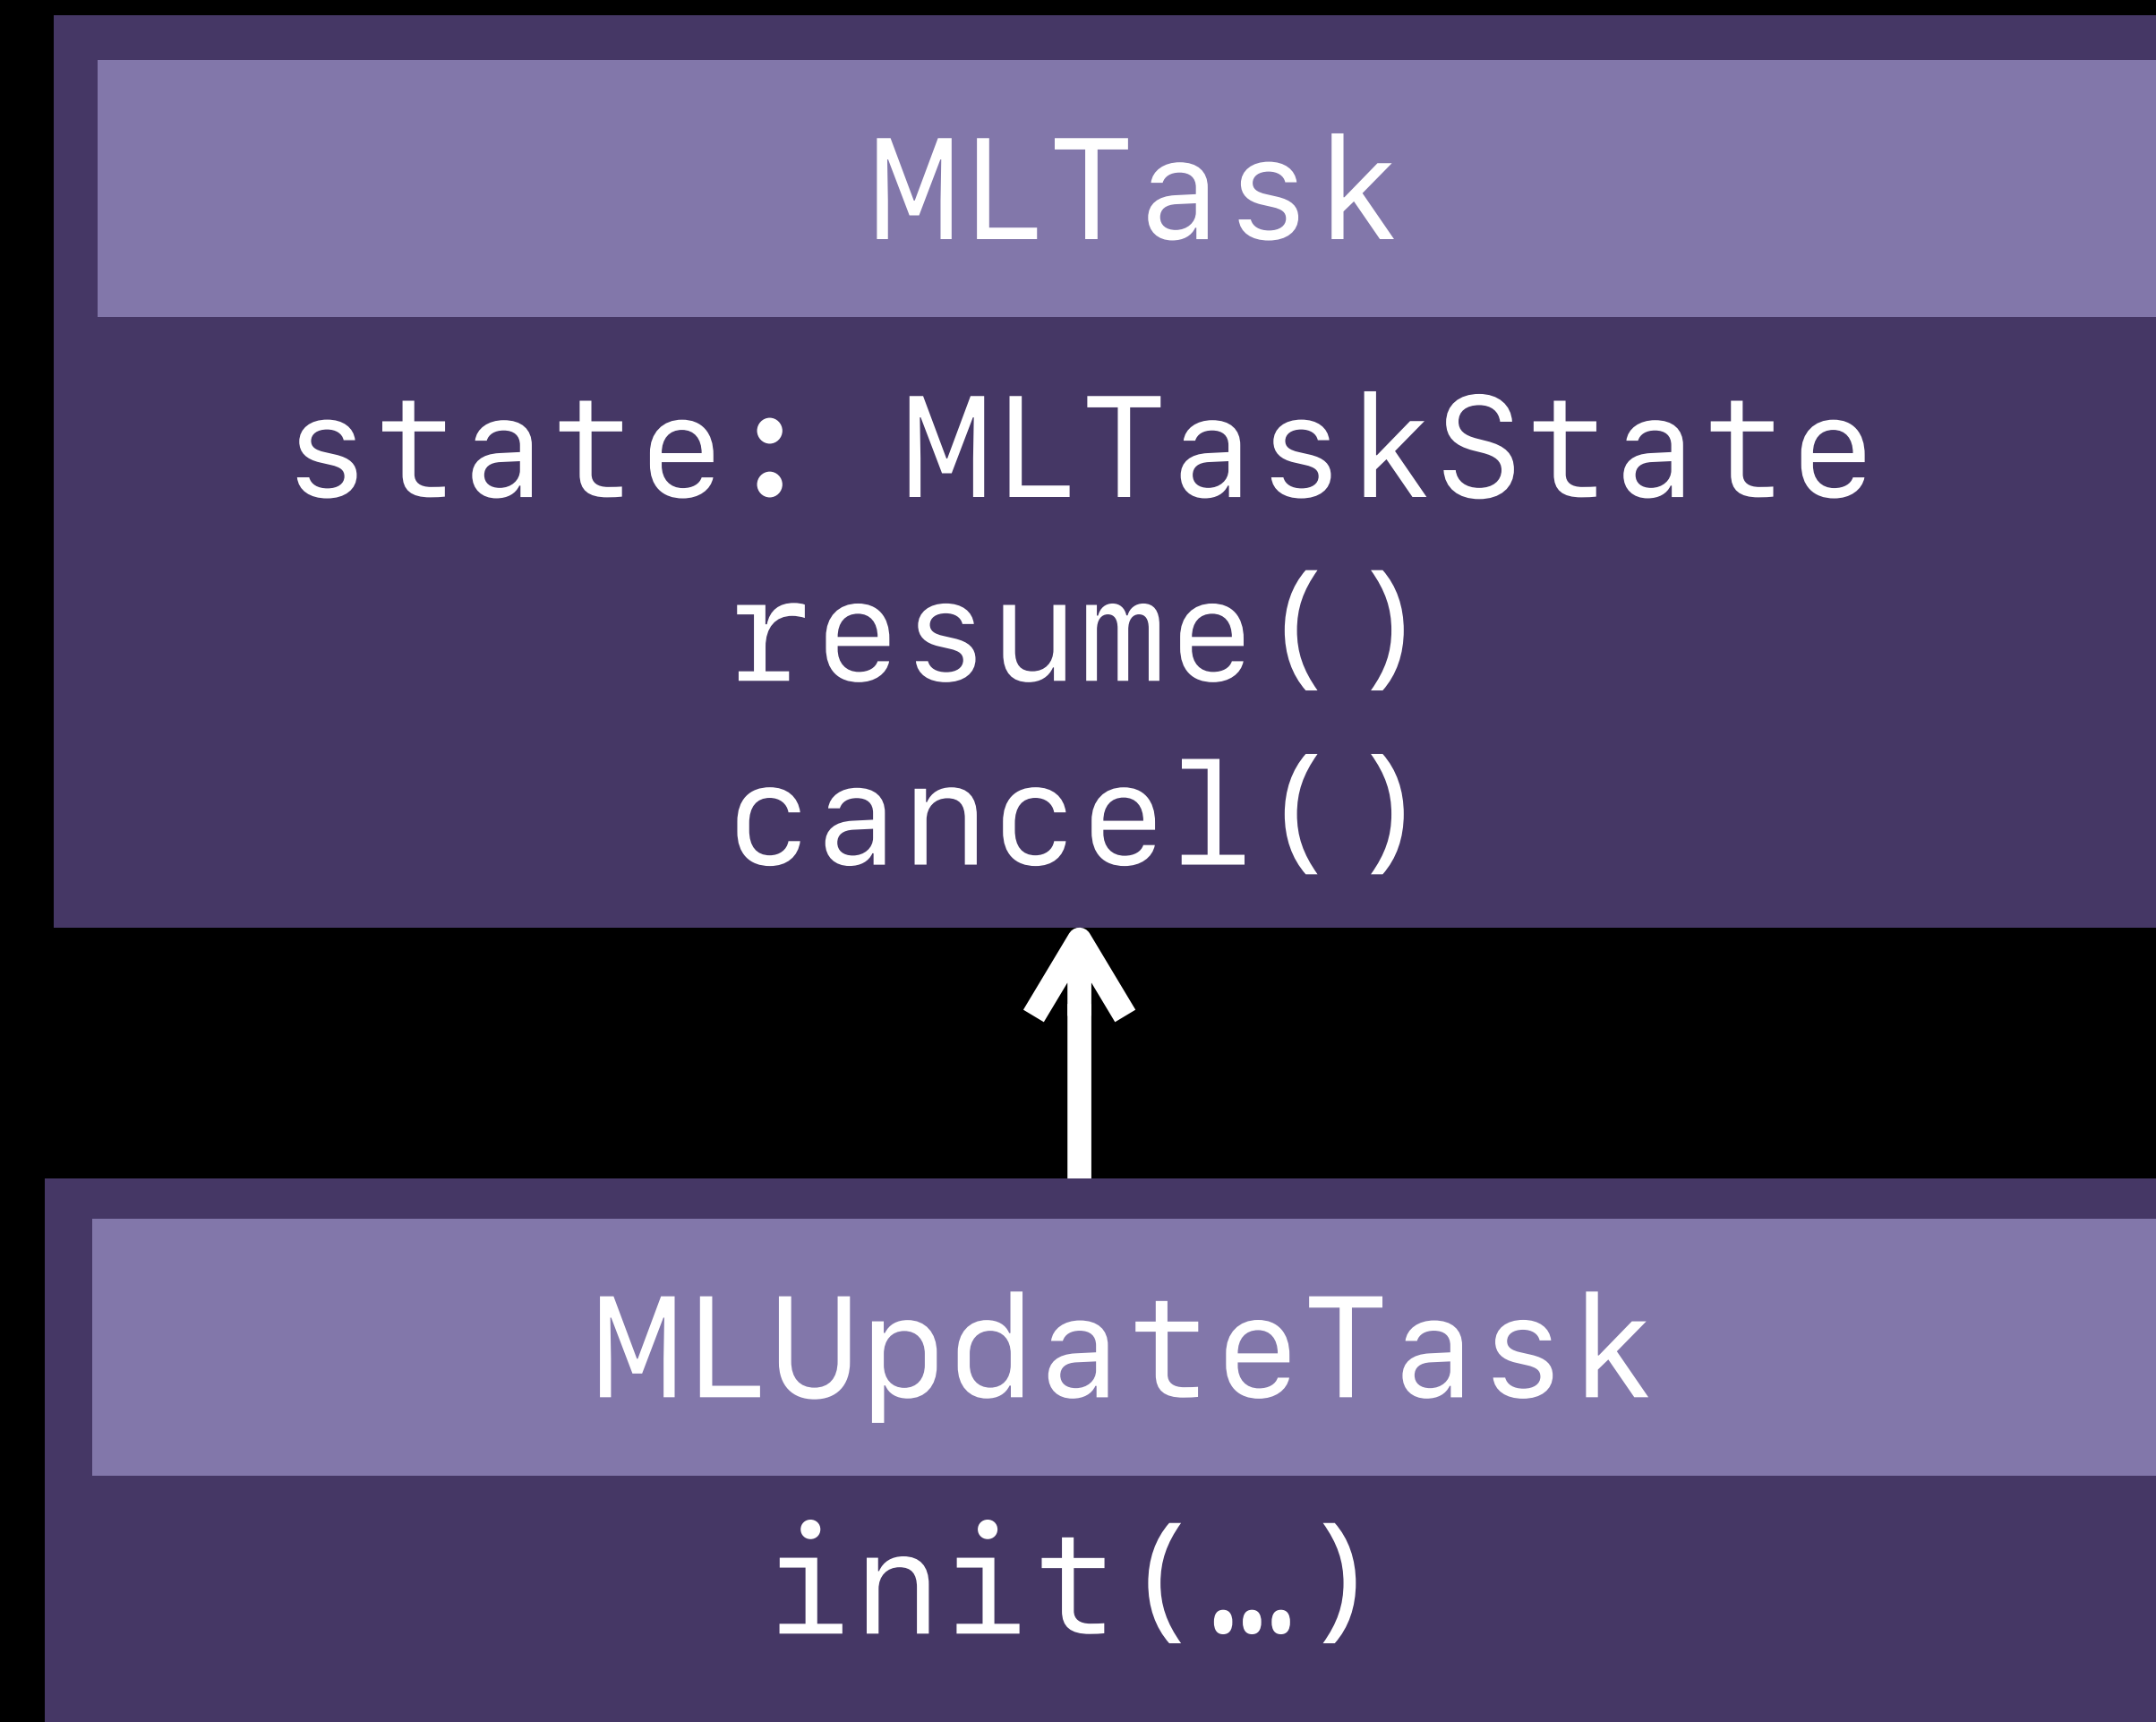 MLTask
state: MLTaskState
resume()
cancel()
MLUpdateTask
init(…)